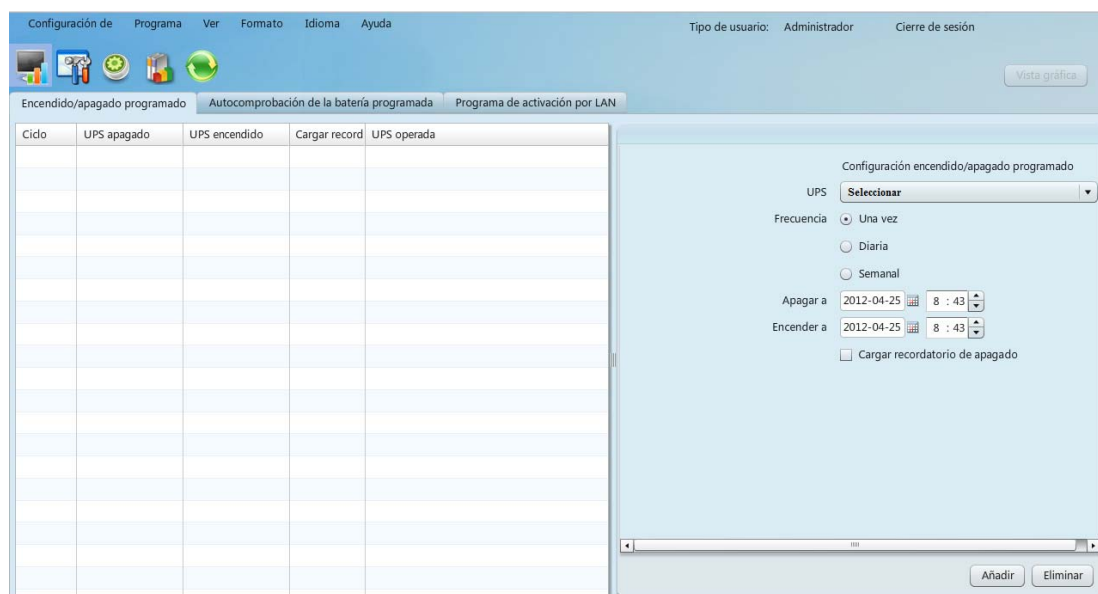 Configuración de Programa Ver Formato Idioma Ayuda
Tipo de usuario: Administrador Cierre de sesión
Vista gráfica
Encendido/apagado programado Autocomprobación de la batería programada Programa de activación por LAN
Ciclo UPS apagado UPS encendido Cargar record UPS operada
Configuración encendido/apagado programado
UPS Seleccionar
Frecuencia Una vez
Diaria
Semanal
Apagar a 2012-04-25 8 : 43
Encender a 2012-04-25 8 : 43
Cargar recordatorio de apagado
Añadir Eliminar